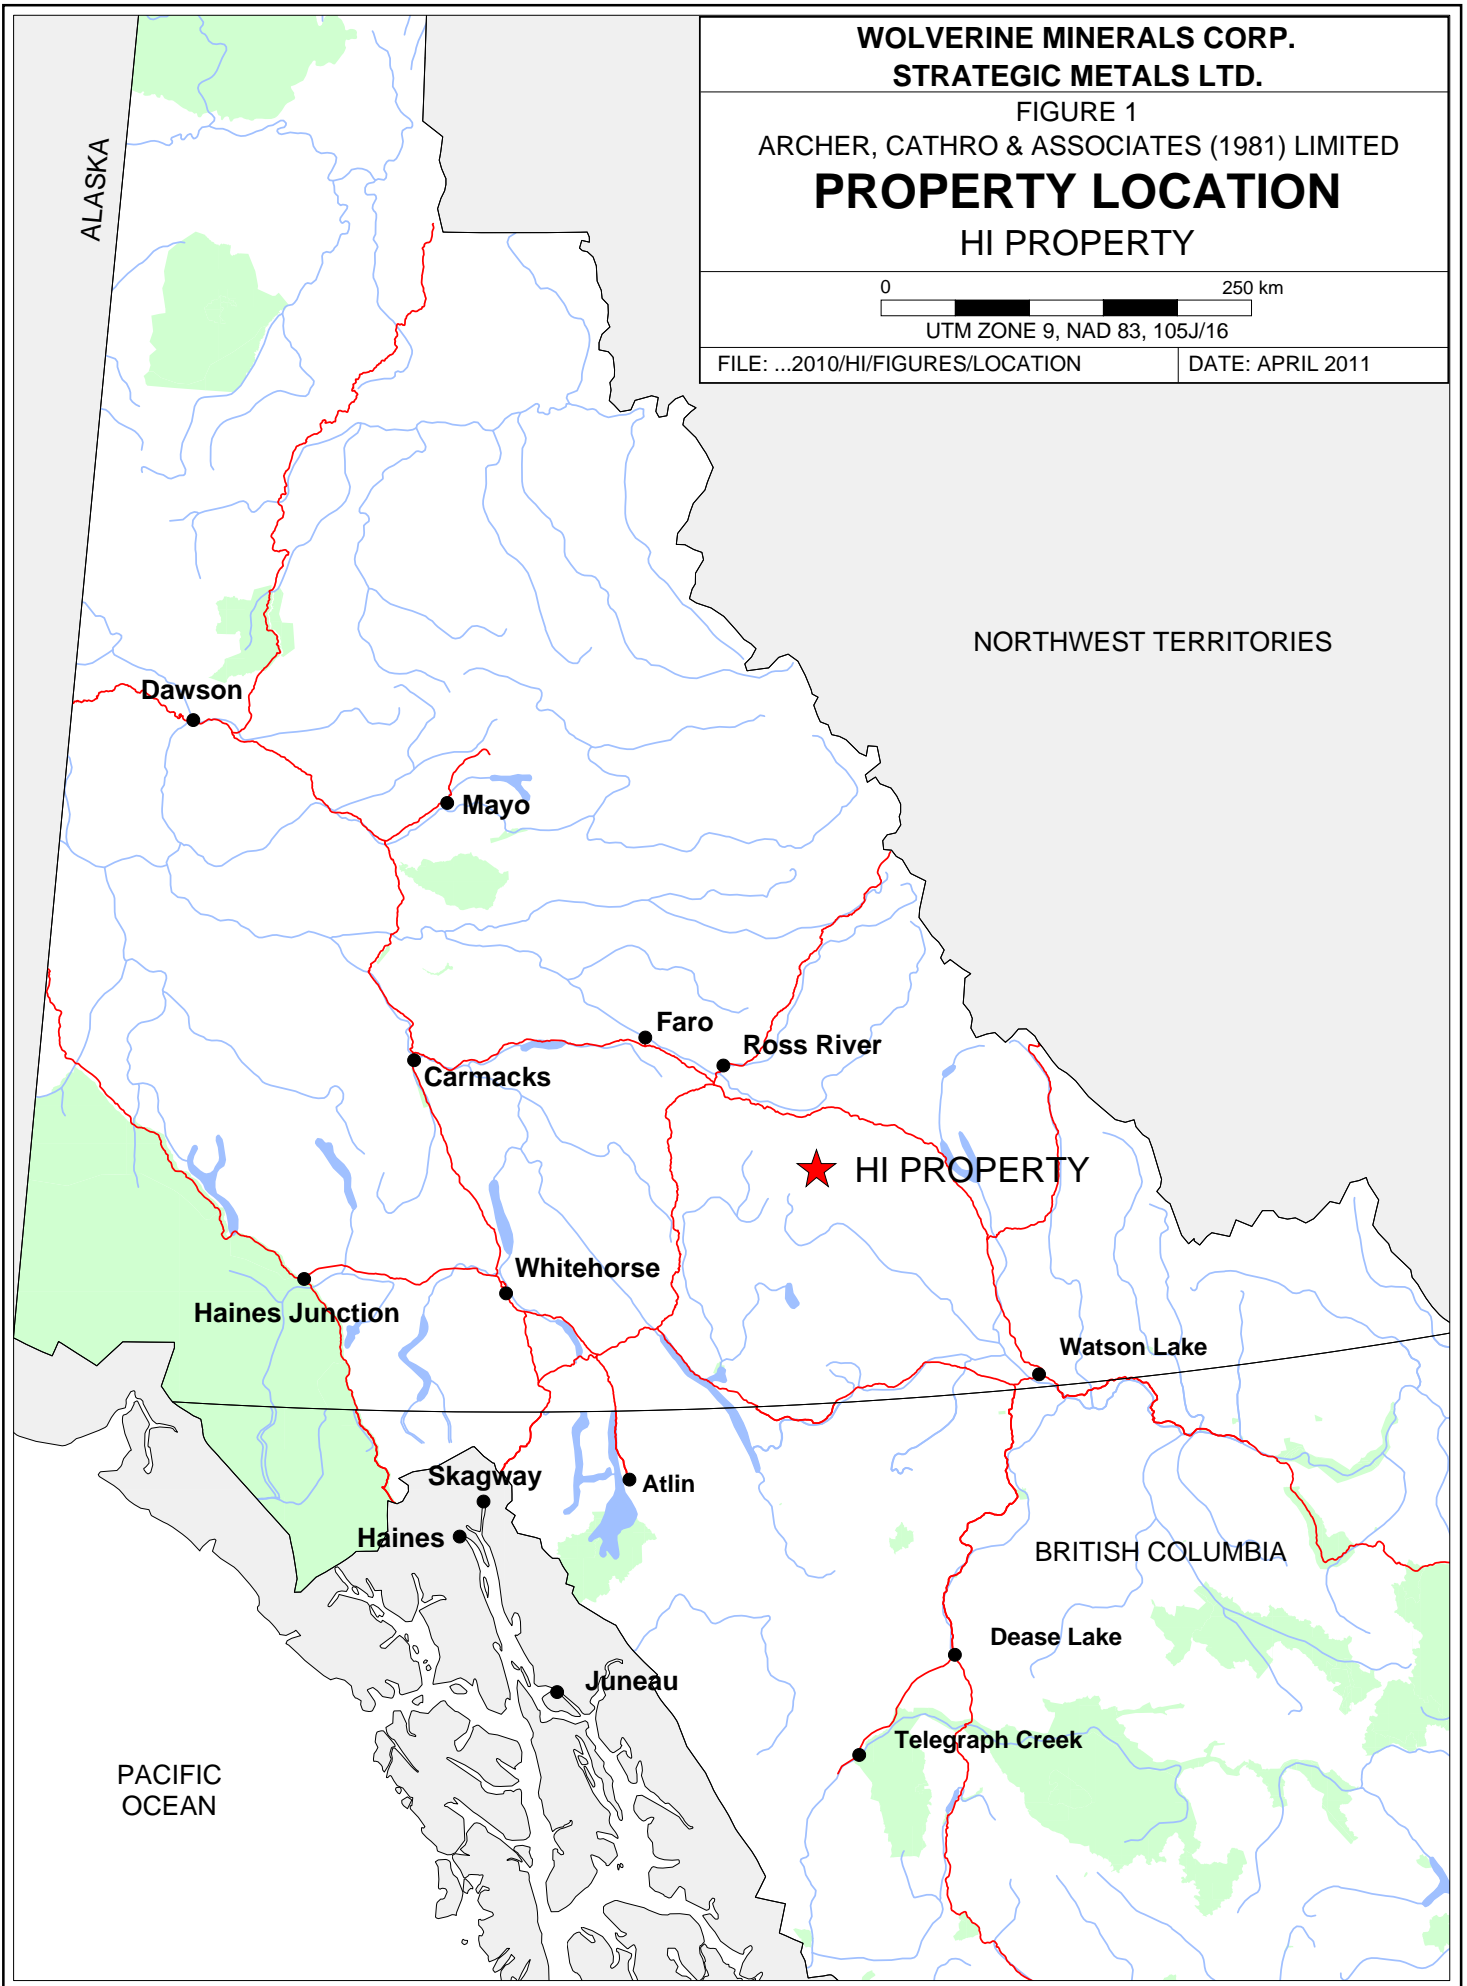 WOLVERINE MINERALS CORP.
STRATEGIC METALS LTD.
FIGURE 1
ARCHER, CATHRO & ASSOCIATES (1981) LIMITED
PROPERTY LOCATION
HI PROPERTY
0 250 km
UTM ZONE 9, NAD 83, 105J/16
FILE: ...2010/HI/FIGURES/LOCATION DATE: APRIL 2011
ALASKA
NORTHWEST TERRITORIES
Dawson
Mayo
Faro
Ross River
Carmacks
HI PROPERTY
Whitehorse
Haines Junction
Watson Lake
Skagway
Atlin
Haines
BRITISH COLUMBIA
Dease Lake
Juneau
Telegraph Creek
PACIFIC
OCEAN